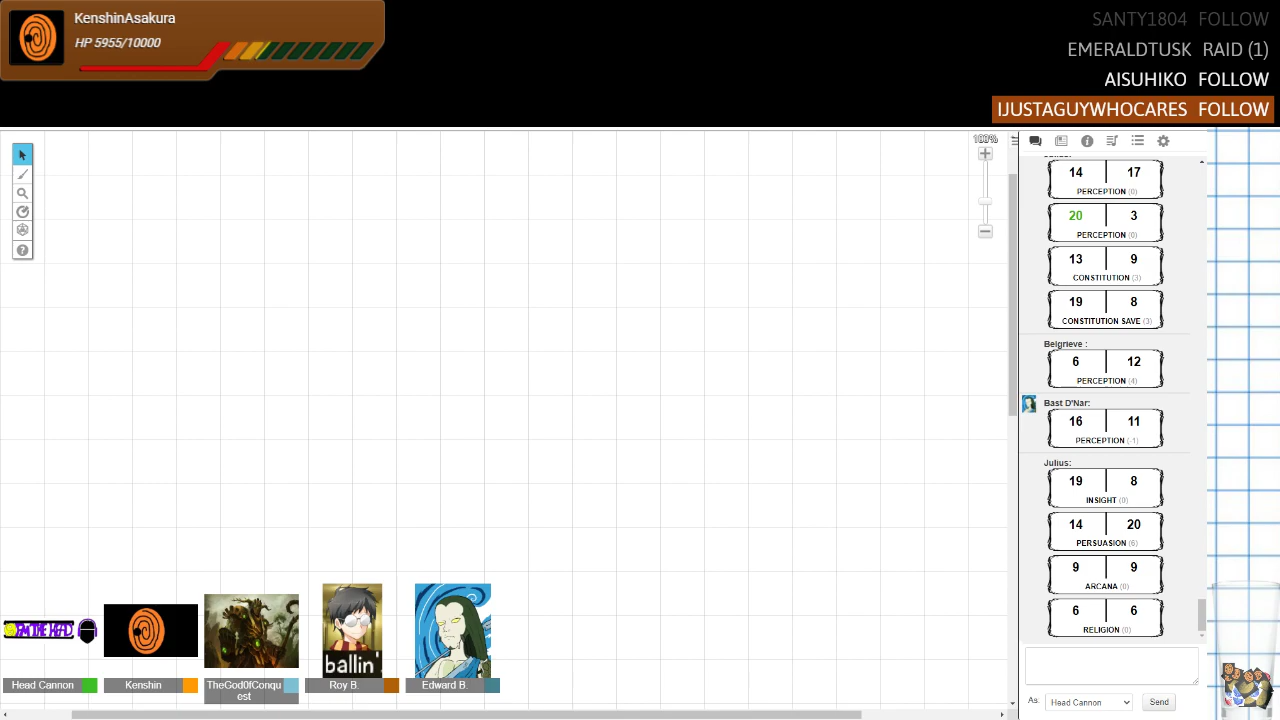 KenshinAsakura
HP 5955/10000
SANTY1804 FOLLOW
EMERALDTUSK RAID (1)
AISUHIKO FOLLOW
IJUSTAGUYWHOCARES FOLLOW
100%
14 17
PERCEPTION (0)
20 3
PERCEPTION (0)
13 9
CONSTITUTION (3)
19 8
CONSTITUTION SAVE (3)
Belgrieve :
6 12
PERCEPTION (4)
Bast D'Nar:
16 11
PERCEPTION (-1)
Julius:
19 8
INSIGHT (0)
14 20
PERSUASION (6)
9 9
ARCANA (0)
6 6
RELIGION (0)
As: Head Cannon Send
ballin'
Head Cannon
Kenshin
TheGod0fConqu
est
Roy B.
Edward B.